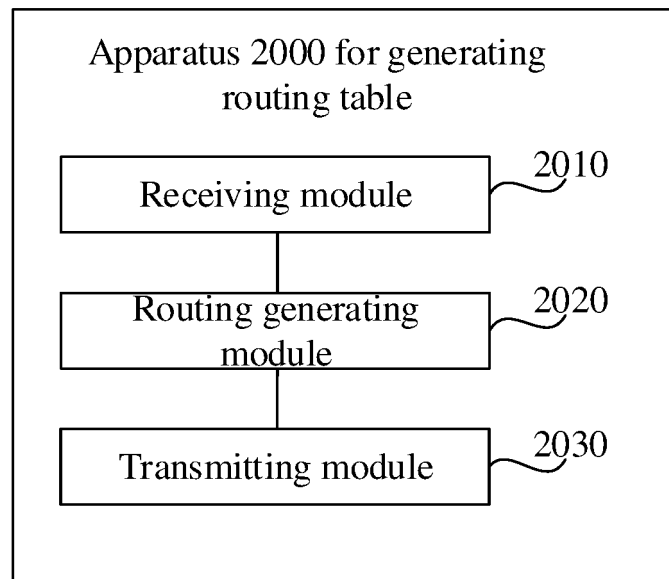 Apparatus 2000 for generating
routing table
Receiving module
2010
Routing generating
module
2020
Transmitting module
2030